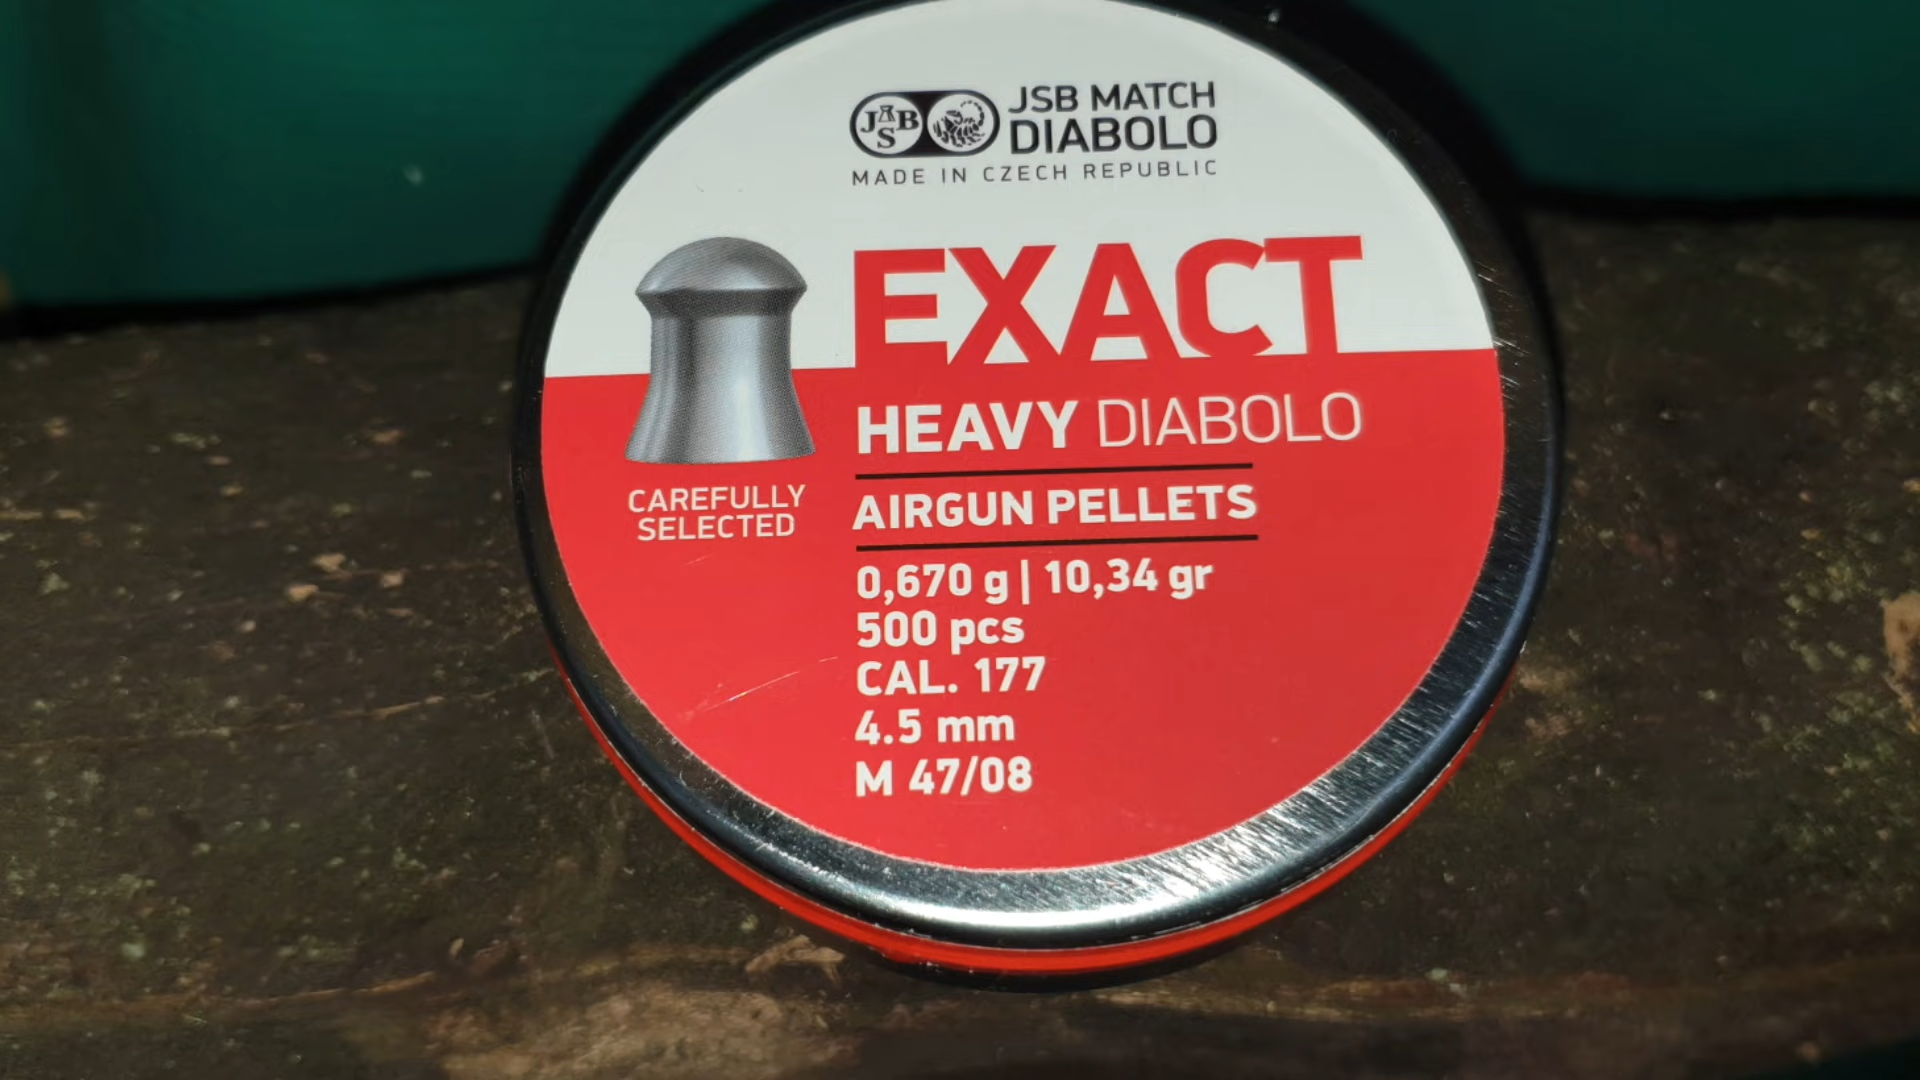 JSB
JSB MATCH
DIABOLO
MADE IN CZECH REPUBLIC
EXACT
HEAVY DIABOLO
AIRGUN PELLETS
CAREFULLY
SELECTED
0,670 g | 10,34 gr
500 pcs
CAL. 177
4.5 mm
M 47/08